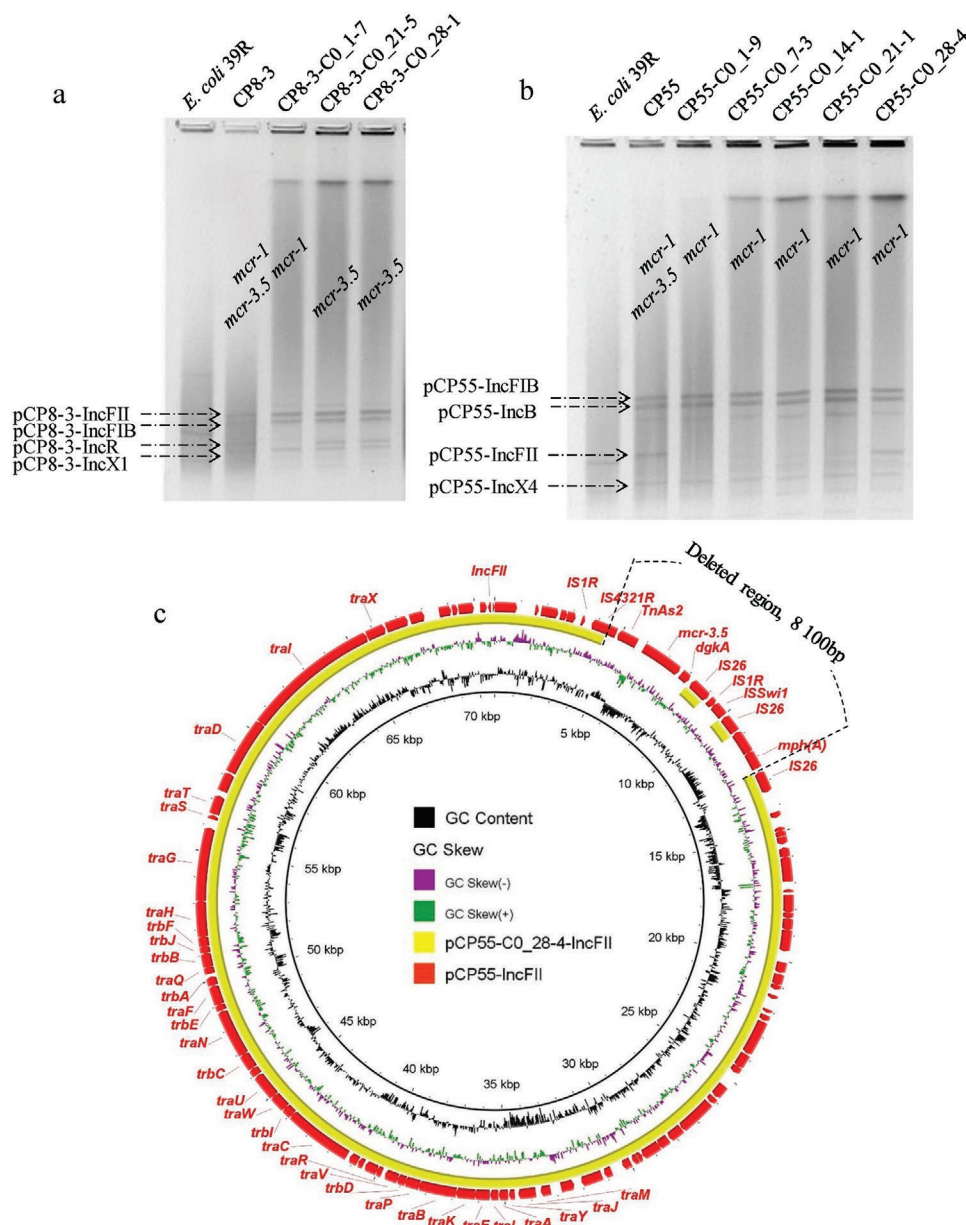 a
E. coli 39R
CP8-3
CP8-3-C0_1-7
CP8-3-C0_21-5
CP8-3-C0_28-1
mcr-1
mcr-3.5
mcr-1
mcr-3.5
mcr-3.5
pCP8-3-IncFII
pCP8-3-IncFIB
pCP8-3-IncR
pCP8-3-IncX1
b
E. coli 39R
CP55
CP55-C0_1-9
CP55-C0_7-3
CP55-C0_14-1
CP55-C0_21-1
CP55-C0_28-4
mcr-1
mcr-3.5
mcr-1
mcr-1
mcr-1
mcr-1
mcr-1
pCP55-IncFIB
pCP55-IncB
pCP55-IncFII
pCP55-IncX4
c
IncFII
IS1R
IS4321R
TnAs2
Deleted region, 8 100bp
mcr-3.5
dgkA
IS26
IS1R
ISSwi1
IS26
mph(A)
IS26
traX
traI
traD
traT
traS
traG
traH
trbF
trbJ
trbB
traQ
trbA
traF
trbE
traN
trbC
traU
traW
trbI
traC
traR
traV
trbD
traP
traB
traK
traE
traL
traA
traY
traJ
traM
5 kbp
10 kbp
15 kbp
20 kbp
25 kbp
30 kbp
35 kbp
40 kbp
45 kbp
50 kbp
55 kbp
60 kbp
65 kbp
70 kbp
GC Content
GC Skew
GC Skew(-)
GC Skew(+)
pCP55-C0_28-4-IncFII
pCP55-IncFII